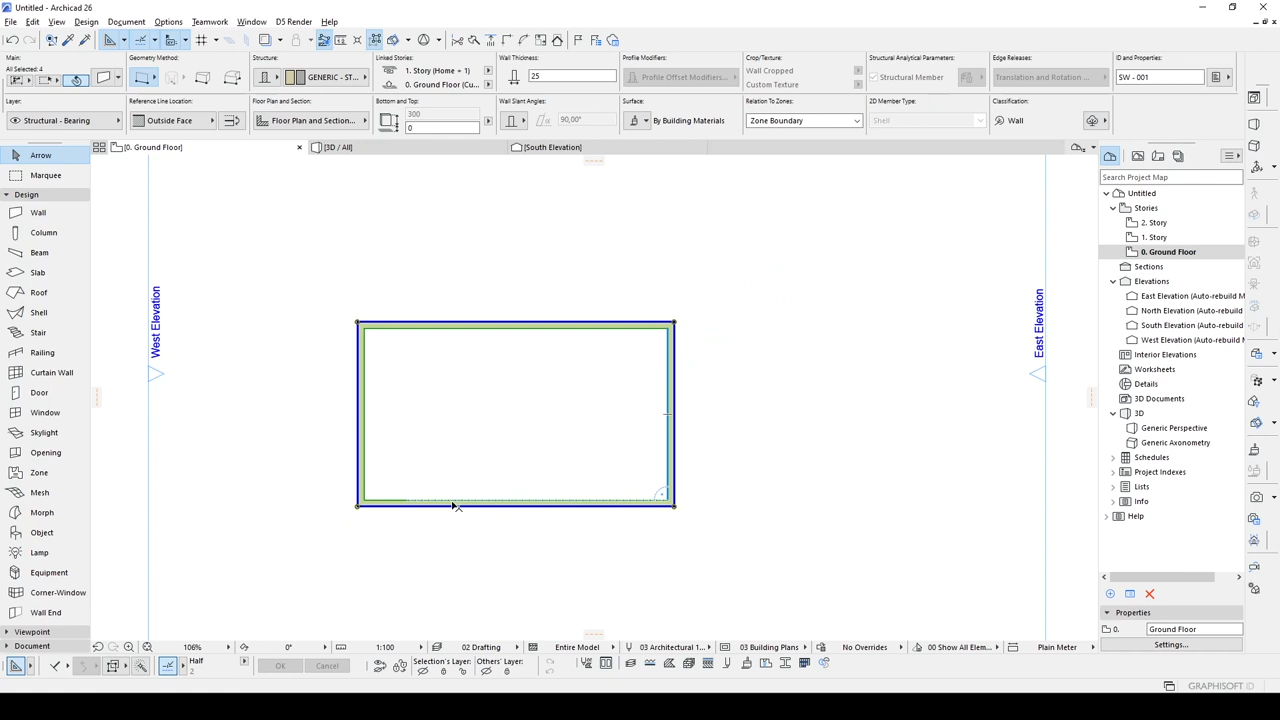 Untitled - Archicad 26
File Edit View Design Options Teamwork Window D5 Render Help
Main: Geometry Method: Structure: Linked Stories: Wall Thickness: Profile Modifiers: Crop/Texture: Structural Analytical Parameters: Edge Releases: ID and Properties:
All Selected: 4
GENERIC - ST... 1. Story (Home + 1) 25 Profile Offset Modifiers... Wall Cropped Structural Member Translation and Rotation ... SW - 001
0. Ground Floor (Cu... Custom Texture
Layer: Reference Line Location: Floor Plan and Section: Bottom and Top: Wall Slant Angles: Surface: Relation To Zones: 2D Member Type: Classification:
Structural - Bearing Outside Face Floor Plan and Section... 300 90,00° By Building Materials Zone Boundary Shell Wall
0
[0. Ground Floor] [3D / All] [South Elevation]
Arrow
Marquee
Design
Wall
Column
Beam
Slab
Roof
Shell
Stair
Railing
Curtain Wall
Door
Window
Skylight
Opening
Zone
Mesh
Morph
Object
Lamp
Equipment
Corner-Window
Wall End
Viewpoint
Document
West Elevation
East Elevation
Search Project Map
Untitled
Stories
2. Story
1. Story
0. Ground Floor
Sections
Elevations
East Elevation (Auto-rebuild M
North Elevation (Auto-rebuild
South Elevation (Auto-rebuild
West Elevation (Auto-rebuild M
Interior Elevations
Worksheets
Details
3D Documents
3D
Generic Perspective
Generic Axonometry
Schedules
Project Indexes
Lists
Info
Help
Properties
0. Ground Floor
Settings...
106% 0° 1:100 02 Drafting Entire Model 03 Architectural 1... 03 Building Plans No Overrides 00 Show All Elem... Plain Meter
Half
2
OK Cancel Selection's Layer: Others' Layer:
GRAPHISOFT